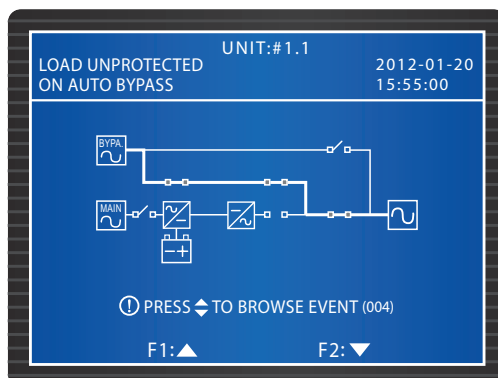 UNIT:#1.1
LOAD UNPROTECTED
2012-01-20
ON AUTO BYPASS
15:55:00
BYPA.
MAIN
PRESS TO BROWSE EVENT (004)
F1:
F2: